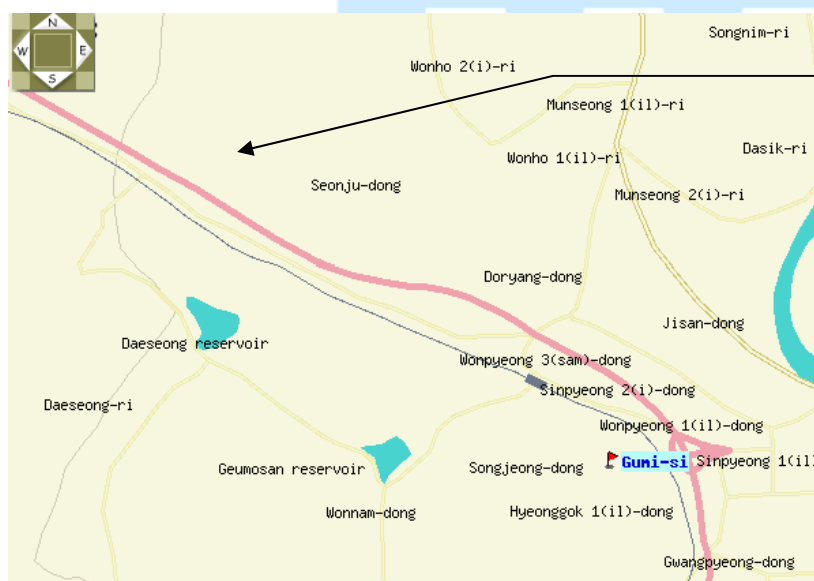 N
W E
S
Songnim-ri
Wonho 2(i)-ri
Munseong 1(il)-ri
Dasik-ri
Wonho 1(il)-ri
Seonju-dong
Munseong 2(i)-ri
Doryang-dong
Jisan-dong
Daeseong reservoir
Wonpyeong 3(sam)-dong
Sinpyeong 2(i)-dong
Daeseong-ri
Wonpyeong 1(il)-dong
Geumosan reservoir
Songjeong-dong
Gumi-si
Sinpyeong 1(il)
Wonnam-dong
Hyeonggok 1(il)-dong
Gwangpyeong-dong